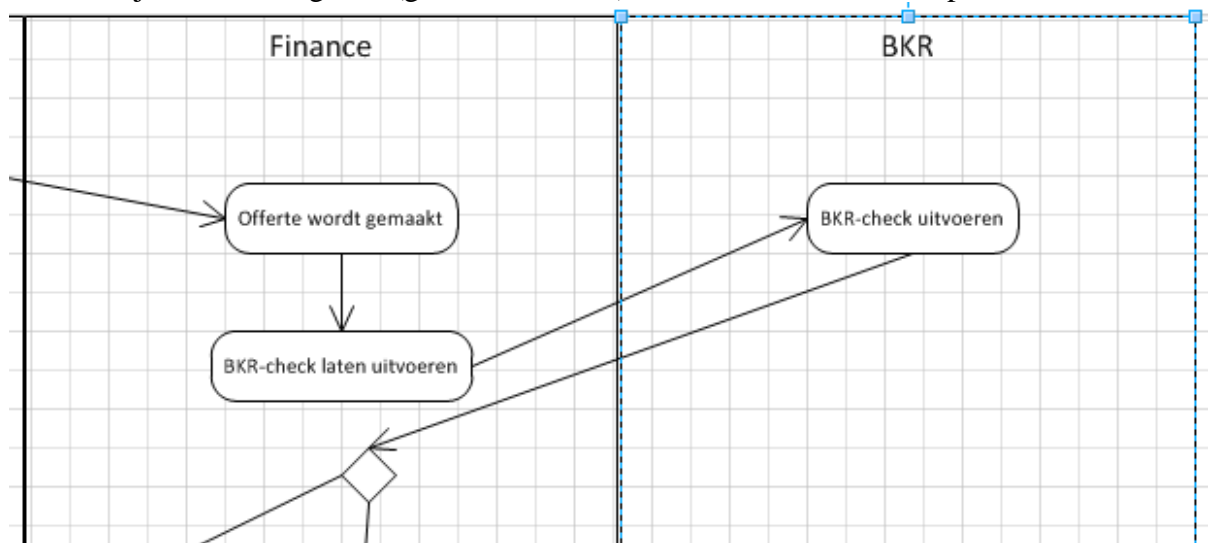 Finance
BKR
Offerte wordt gemaakt
BKR-check uitvoeren
BKR-check laten uitvoeren